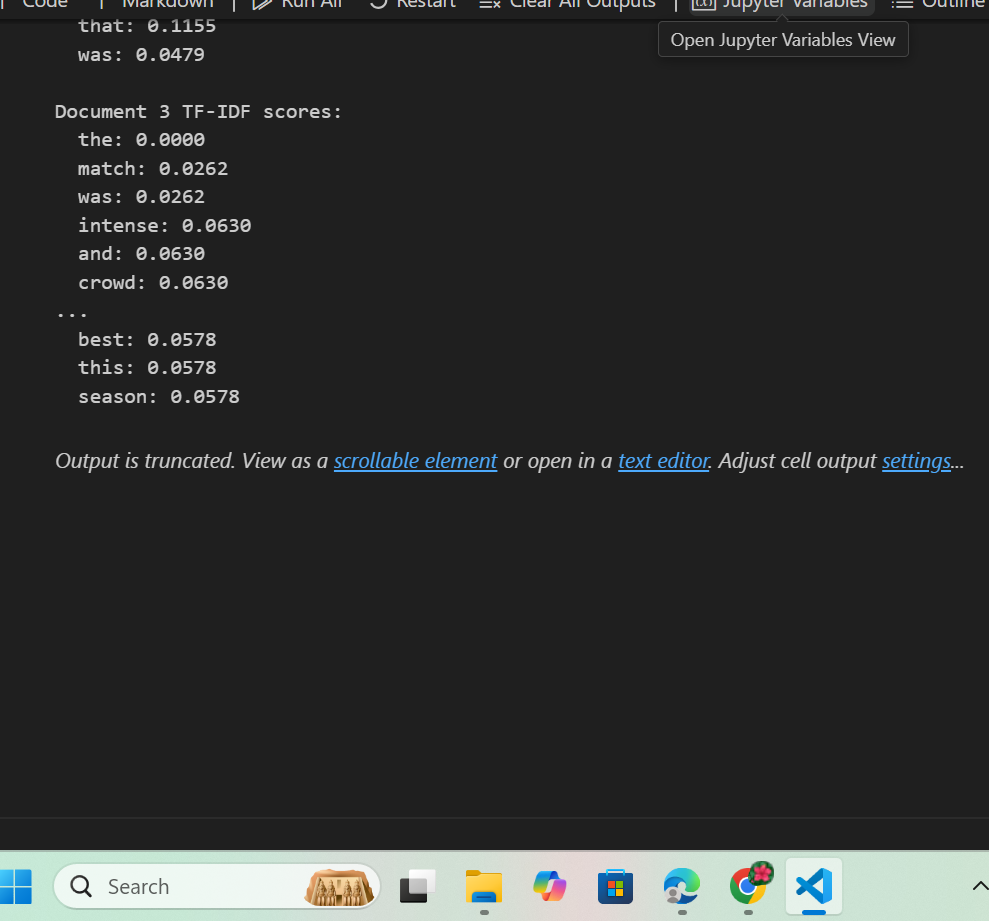 Code
Markdown
Run All
Restart
Clear All Outputs
Jupyter Variables
Outline
Open Jupyter Variables View
that: 0.1155
was: 0.0479
Document 3 TF-IDF scores:
the: 0.0000
match: 0.0262
was: 0.0262
intense: 0.0630
and: 0.0630
crowd: 0.0630
...
best: 0.0578
this: 0.0578
season: 0.0578
Output is truncated. View as a scrollable element or open in a text editor. Adjust cell output settings...
Search